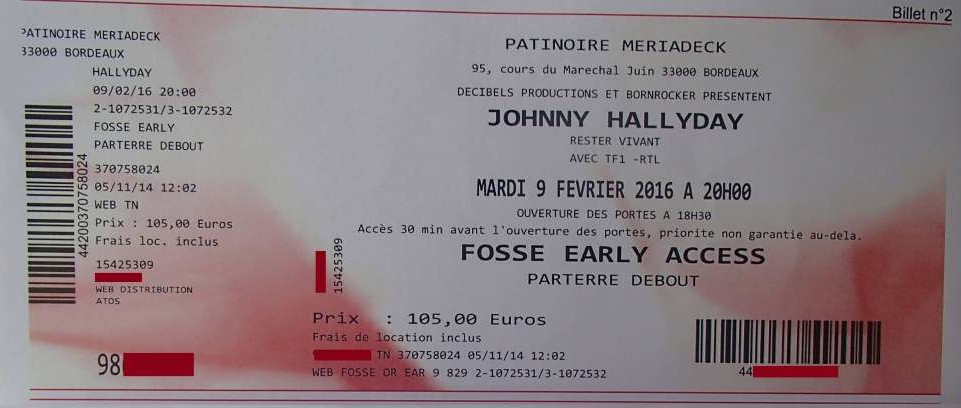 Billet n°2
PATINOIRE MERIADECK
33000 BORDEAUX
HALLYDAY
09/02/16 20:00
2-1072531/3-1072532
FOSSE EARLY
PARTERRE DEBOUT
370758024
05/11/14 12:02
WEB TN
Prix : 105,00 Euros
Frais loc. inclus
15425309
WEB DISTRIBUTION
ATOS
98
44200370758024
PATINOIRE MERIADECK
95, cours du Marechal Juin 33000 BORDEAUX
DECIBELS PRODUCTIONS ET BORNROCKER PRESENTENT
JOHNNY HALLYDAY
RESTER VIVANT
AVEC TF1 -RTL
MARDI 9 FEVRIER 2016 A 20H00
OUVERTURE DES PORTES A 18H30
Accès 30 min avant l'ouverture des portes, priorite non garantie au-dela.
FOSSE EARLY ACCESS
PARTERRE DEBOUT
15425309
Prix : 105,00 Euros
Frais de location inclus
TN 370758024 05/11/14 12:02
WEB FOSSE OR EAR 9 829 2-1072531/3-1072532
44